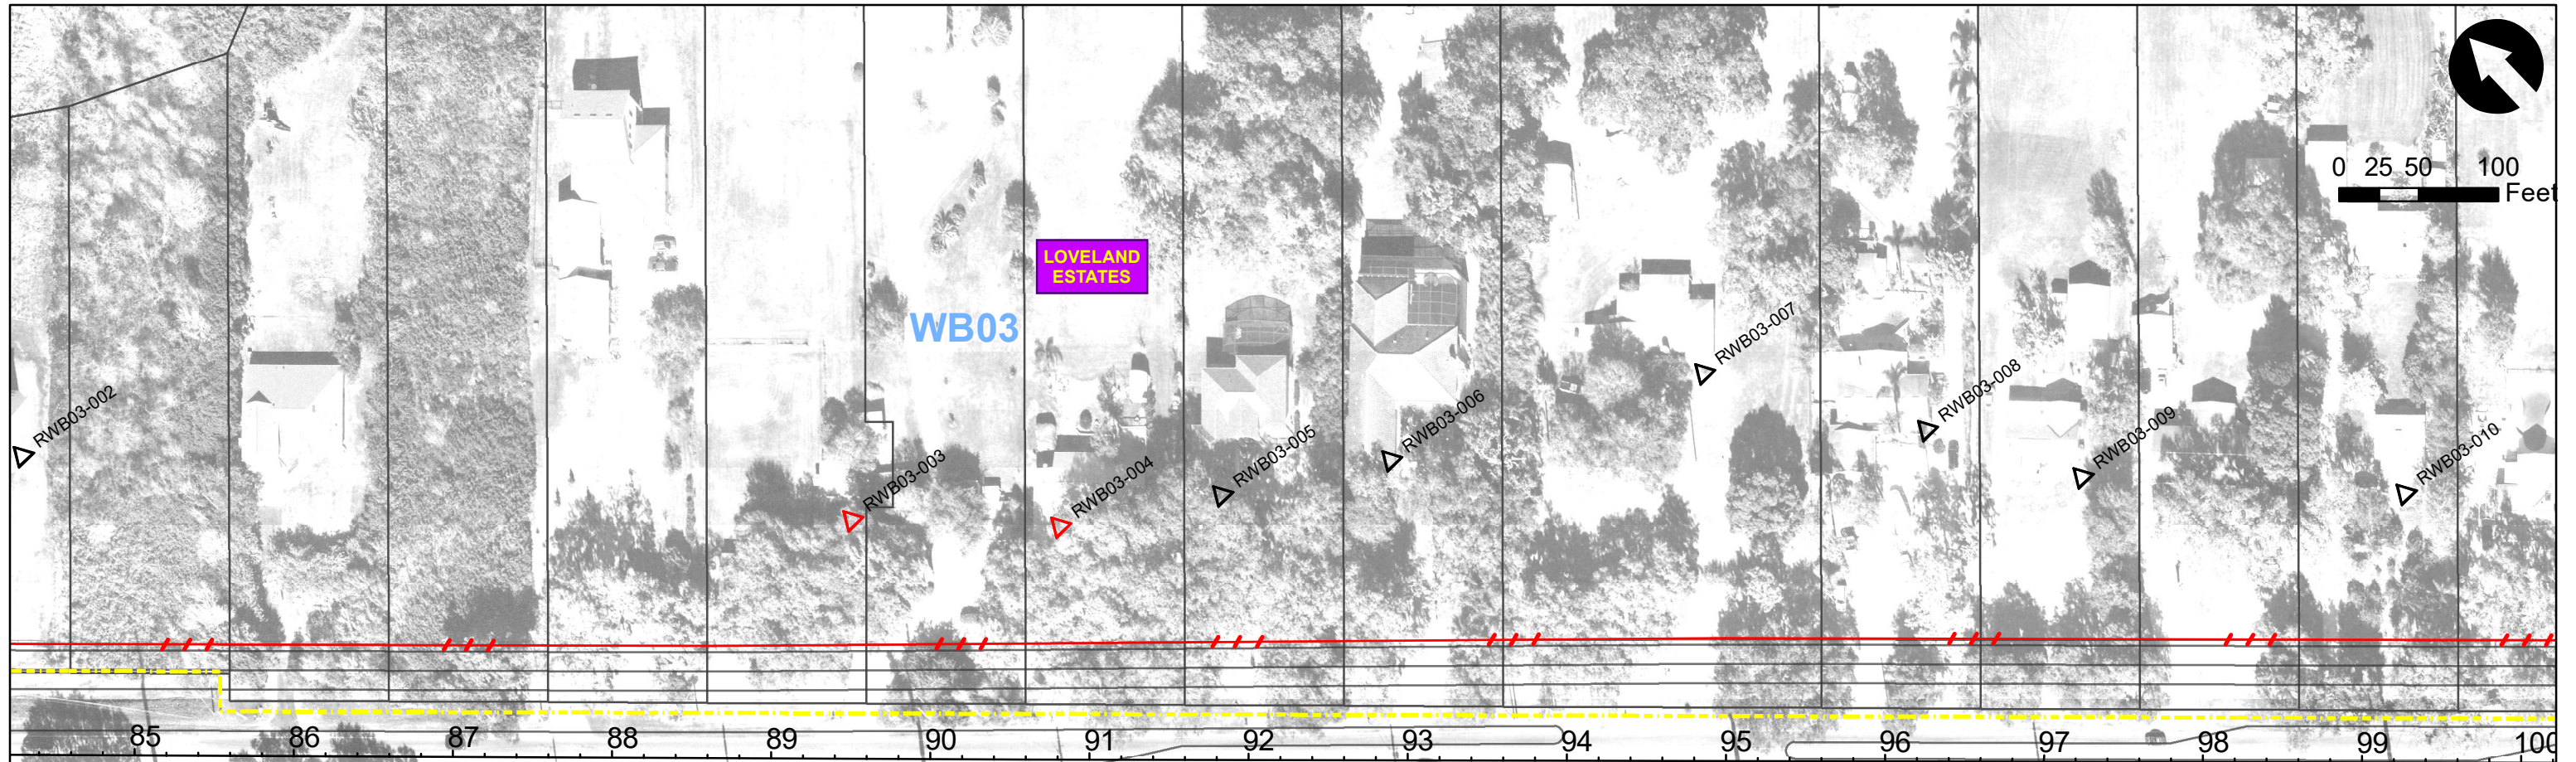 0 25 50 100
Feet
LOVELAND
ESTATES
WB03
RWB03-002
RWB03-003
RWB03-004
RWB03-005
RWB03-006
RWB03-007
RWB03-008
RWB03-009
RWB03-010
85 86 87 88 89 90 91 92 93 94 95 96 97 98 99 100